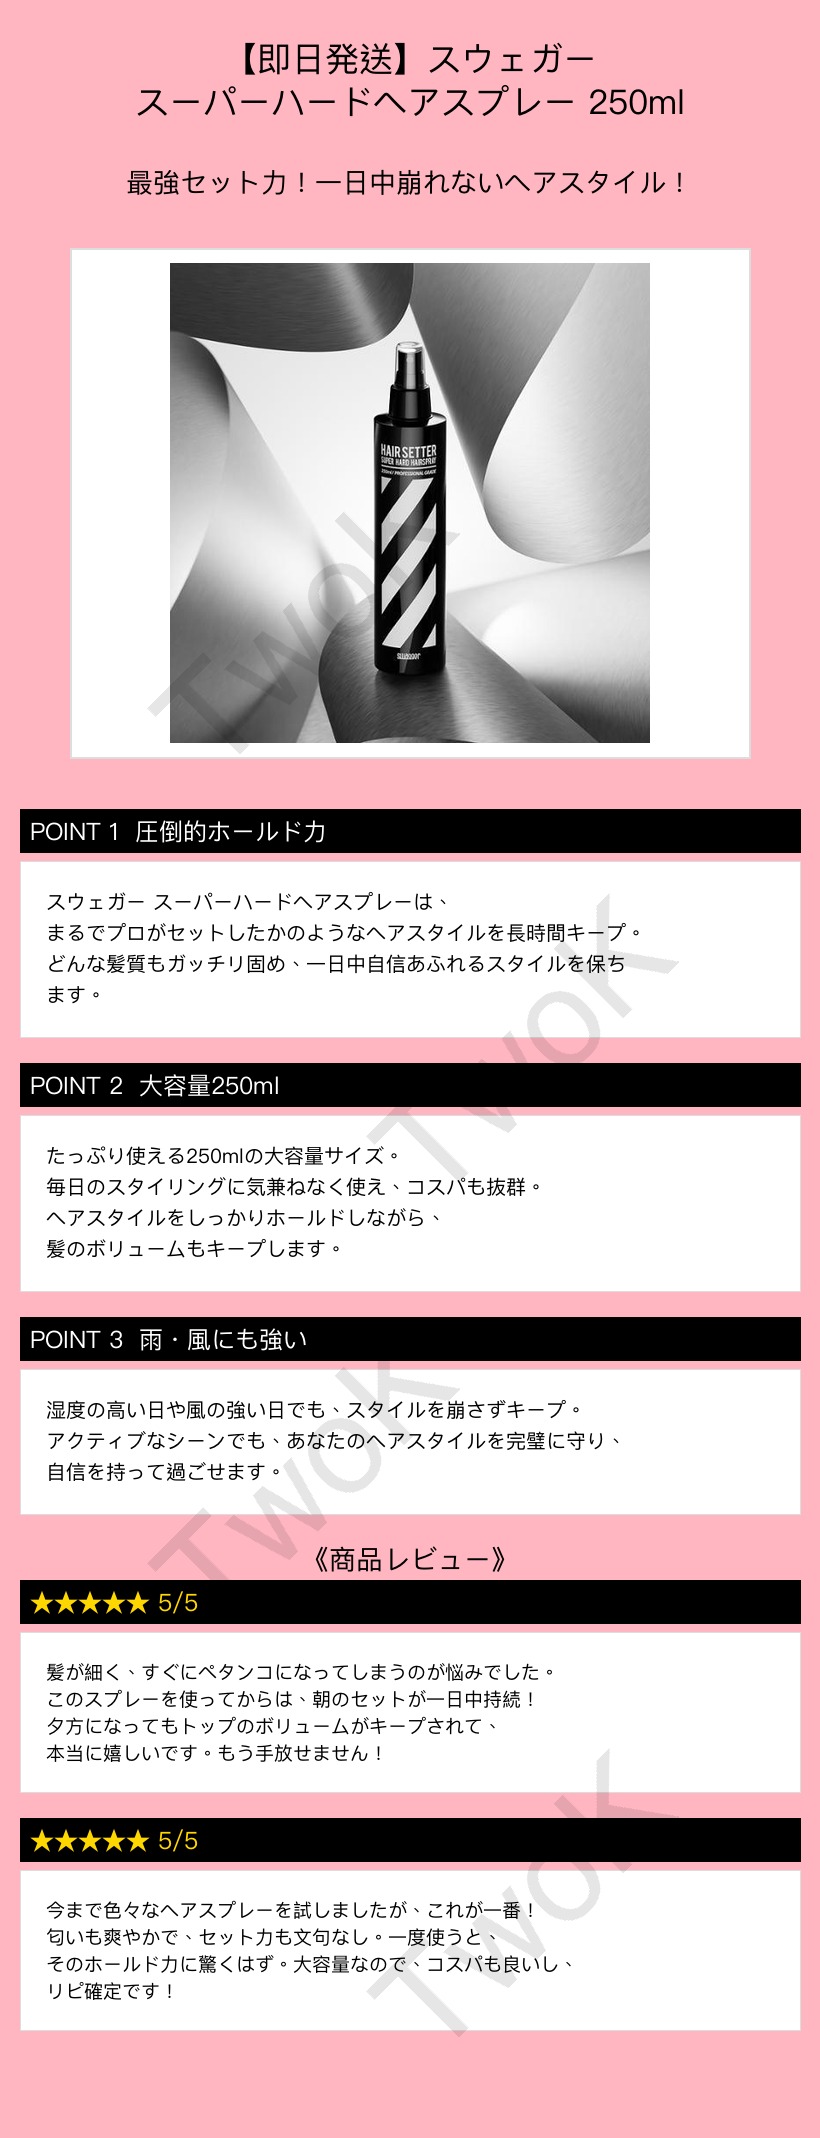 【即日発送】スウェガー
スーパーハードヘアスプレー 250ml
最強セット力！一日中崩れないヘアスタイル！
HAIR SETTER
SUPER HARD HAIRSPRAY
250ml / PROFESSIONAL GRADE
swagger
TwoK
POINT 1 圧倒的ホールド力
スウェガー スーパーハードヘアスプレーは、
まるでプロがセットしたかのようなヘアスタイルを長時間キープ。
どんな髪質もガッチリ固め、一日中自信あふれるスタイルを保ち
ます。
TwoK
POINT 2 大容量250ml
たっぷり使える250mlの大容量サイズ。
毎日のスタイリングに気兼ねなく使え、コスパも抜群。
ヘアスタイルをしっかりホールドしながら、
髪のボリュームもキープします。
POINT 3 雨・風にも強い
湿度の高い日や風の強い日でも、スタイルを崩さずキープ。
アクティブなシーンでも、あなたのヘアスタイルを完璧に守り、
自信を持って過ごせます。
TwoK
《商品レビュー》
★★★★★ 5/5
髪が細く、すぐにペタンコになってしまうのが悩みでした。
このスプレーを使ってからは、朝のセットが一日中持続！
夕方になってもトップのボリュームがキープされて、
本当に嬉しいです。もう手放せません！
★★★★★ 5/5
今まで色々なヘアスプレーを試しましたが、これが一番！
匂いも爽やかで、セット力も文句なし。一度使うと、
そのホールド力に驚くはず。大容量なので、コスパも良いし、
リピ確定です！
TwoK